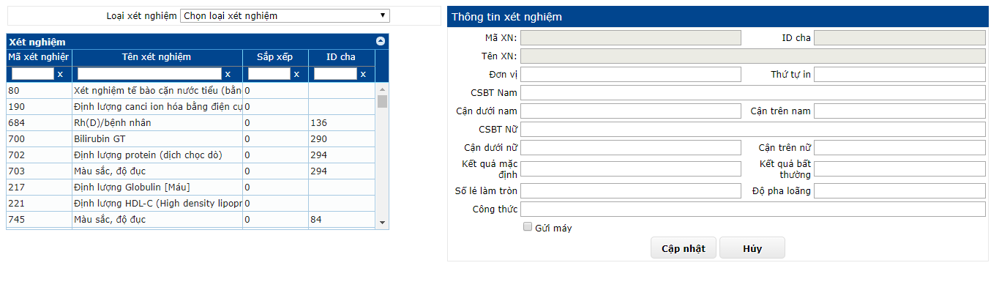 Loại xét nghiệm Chọn loại xét nghiệm
Xét nghiệm
Mã xét nghiệr Tên xét nghiệm Sắp xếp ID cha
x x x x
80 Xét nghiệm tế bào cặn nước tiểu (bằn 0
190 Định lượng canci ion hóa bằng điện cự 0
684 Rh(D)/bệnh nhân 0 136
700 Bilirubin GT 0 290
702 Định lượng protein (dịch chọc dò) 0 294
703 Màu sắc, độ đục 0 294
217 Định lượng Globulin [Máu] 0
221 Định lượng HDL-C (High density lipopr 0
745 Màu sắc, độ đục 0 84
Thông tin xét nghiệm
Mã XN: ID cha
Tên XN:
Đơn vị Thứ tự in
CSBT Nam
Cận dưới nam Cận trên nam
CSBT Nữ
Cận dưới nữ Cận trên nữ
Kết quả mặc định Kết quả bất thường
Số lẻ làm tròn Độ pha loãng
Công thức
Gửi máy
Cập nhật Hủy